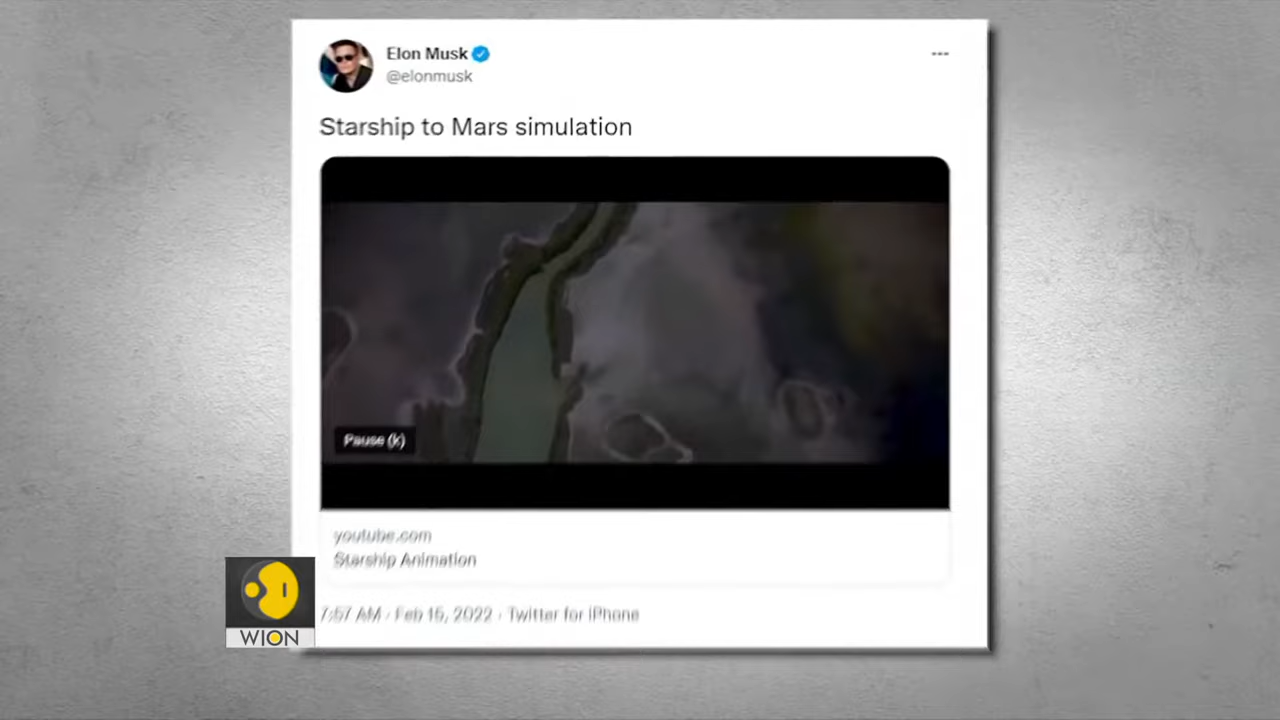 Elon Musk
@elonmusk
Starship to Mars simulation
Pause (k)
youtube.com
Starship Animation
7:57 AM · Feb 15, 2022 · Twitter for iPhone
WION